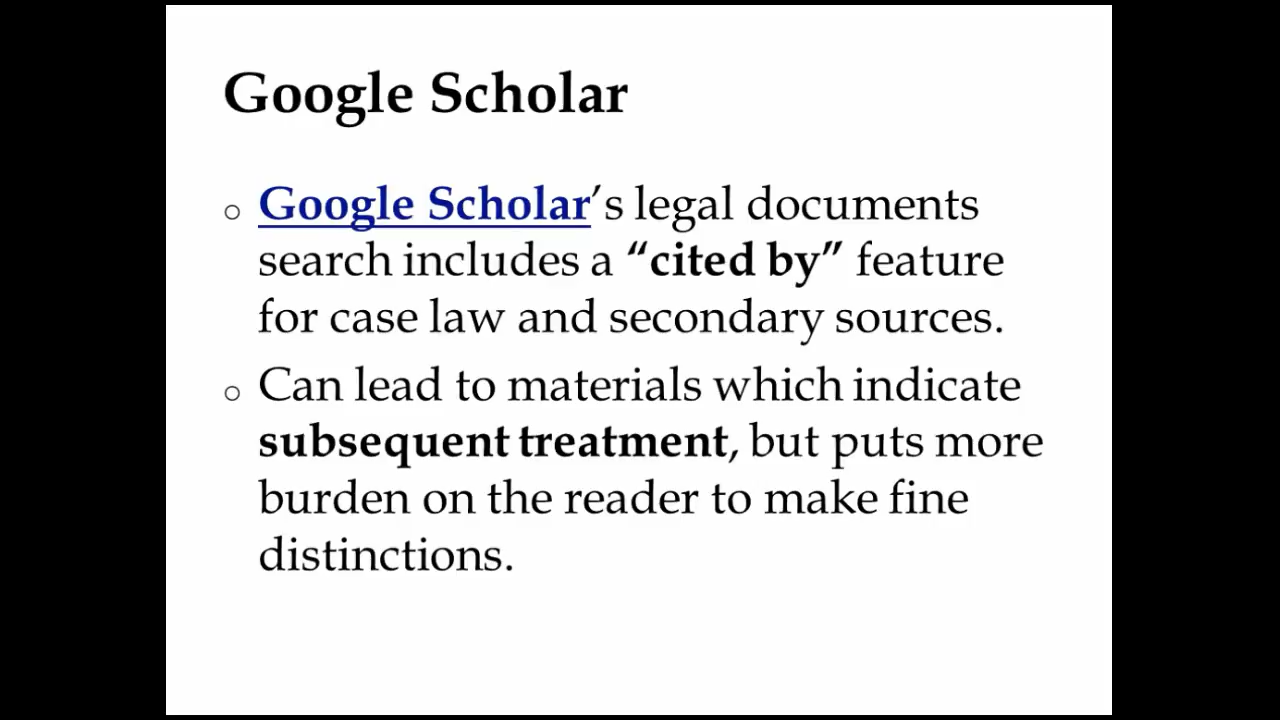 Google Scholar
○ Google Scholar’s legal documents
search includes a “cited by” feature
for case law and secondary sources.
○ Can lead to materials which indicate
subsequent treatment, but puts more
burden on the reader to make fine
distinctions.